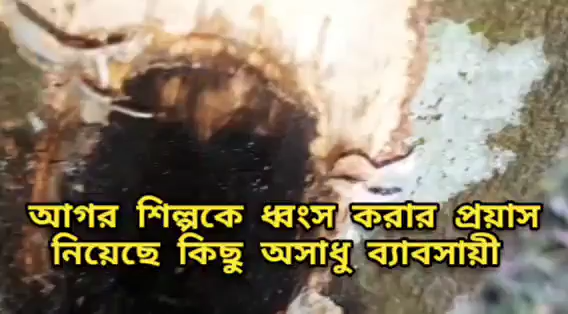 আগর শিল্পকে ধ্বংস করার প্রয়াস
নিয়েছে কিছু অসাধু ব্যাবসায়ী